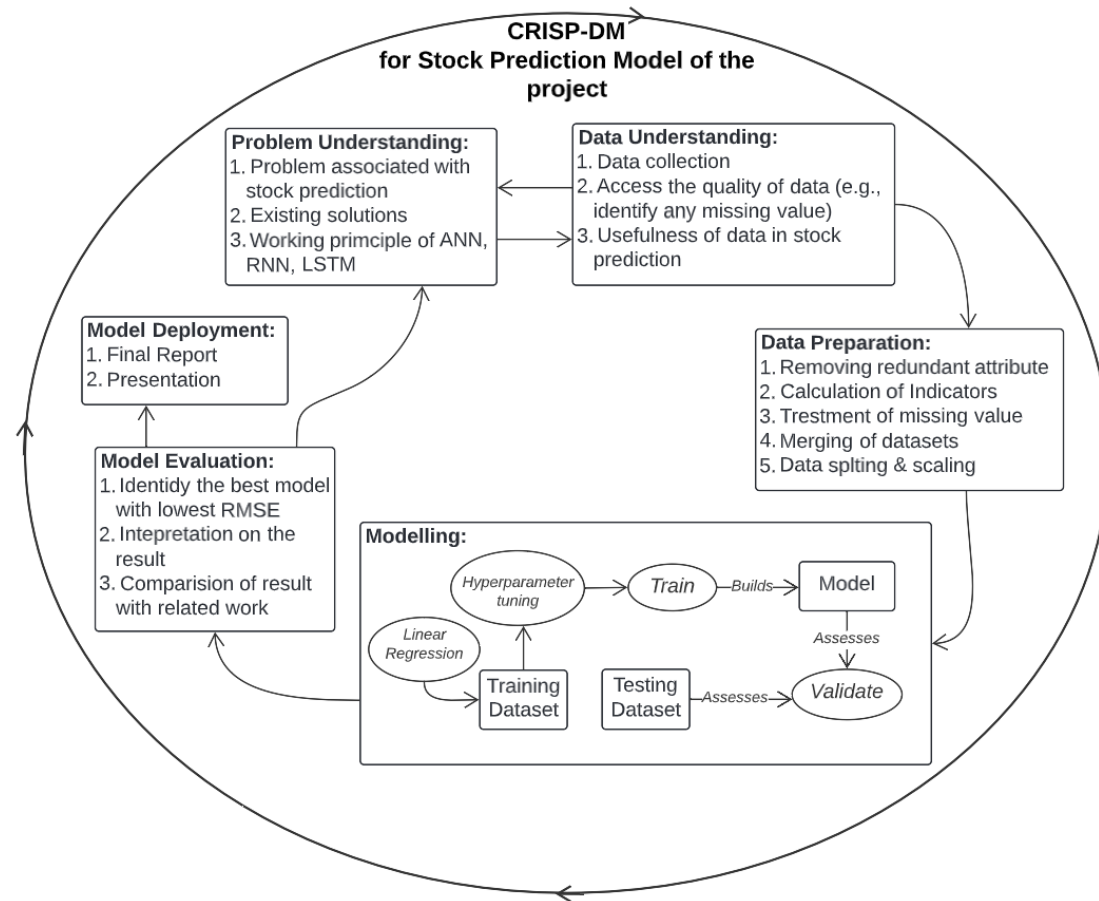 CRISP-DM
for Stock Prediction Model of the
project
Problem Understanding:
1. Problem associated with
stock prediction
2. Existing solutions
3. Working primciple of ANN,
RNN, LSTM
Data Understanding:
1. Data collection
2. Access the quality of data (e.g.,
identify any missing value)
3. Usefulness of data in stock
prediction
Data Preparation:
1. Removing redundant attribute
2. Calculation of Indicators
3. Trestment of missing value
4. Merging of datasets
5. Data splting & scaling
Model Deployment:
1. Final Report
2. Presentation
Model Evaluation:
1. Identidy the best model
with lowest RMSE
2. Intepretation on the
result
3. Comparision of result
with related work
Modelling:
Hyperparameter
tuning
Train
Builds
Model
Linear
Regression
Assesses
Training
Dataset
Testing
Dataset
Assesses
Validate